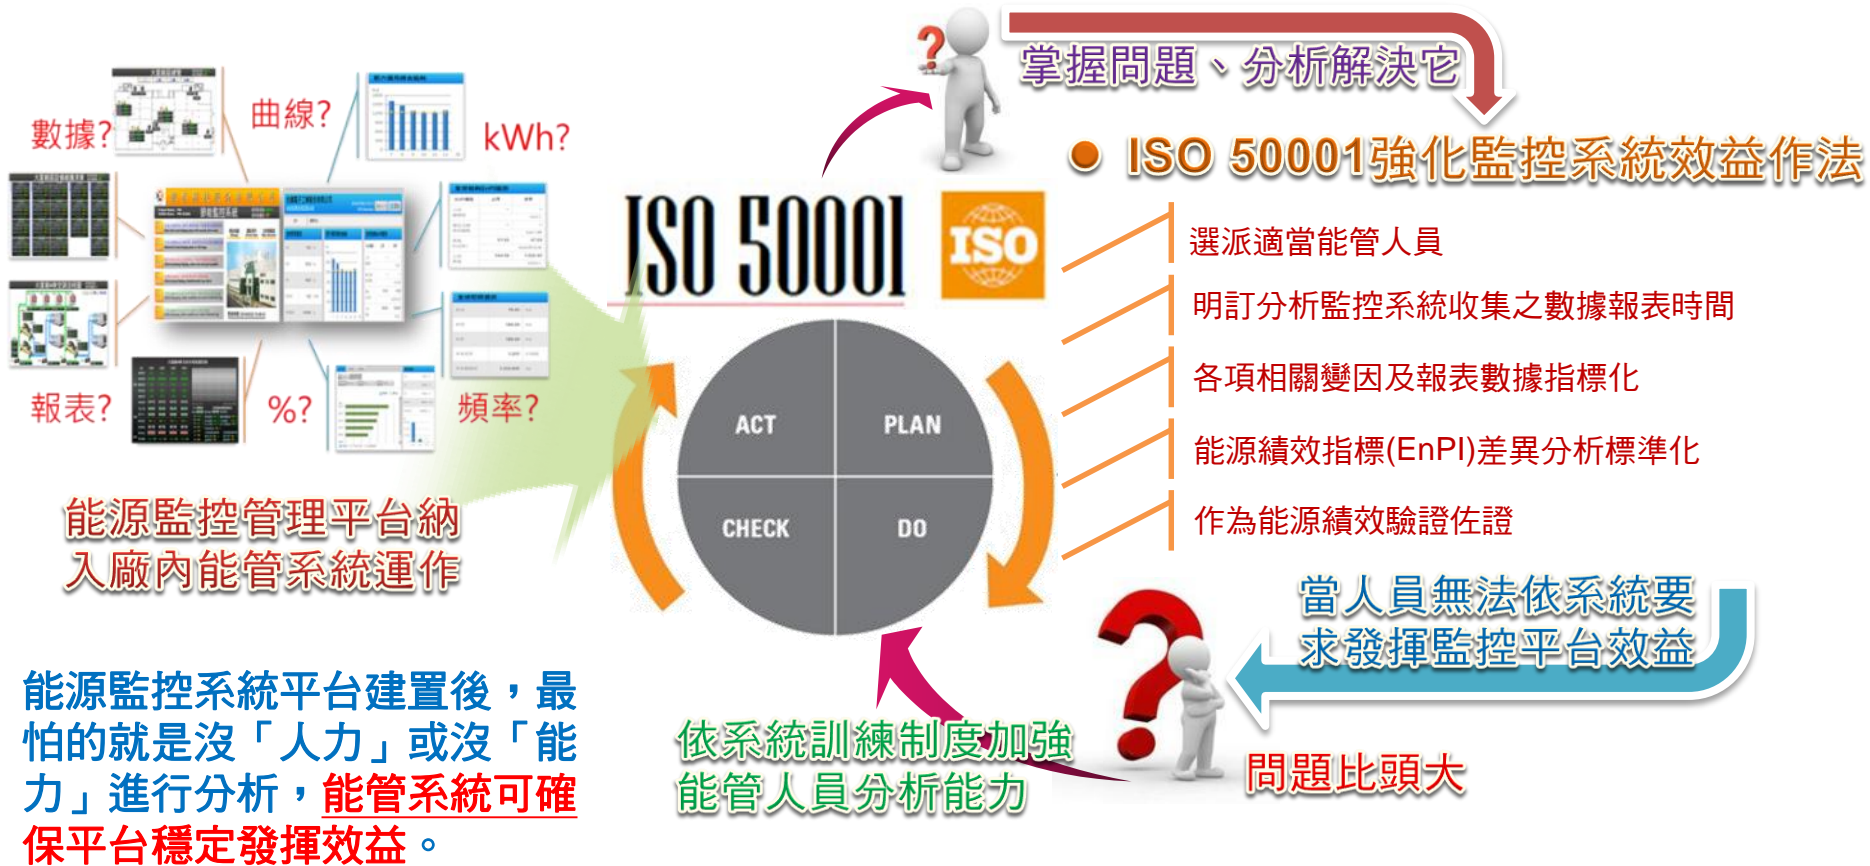 掌握問題、分析解決它
數據?
曲線?
kWh?
報表?
%?
頻率?
節能監控系統
能源監控管理平台納
入廠內能管系統運作
能源監控系統平台建置後，最
怕的就是沒「人力」或沒「能
力」進行分析，能管系統可確
保平台穩定發揮效益。
ISO 50001
ISO
ACT
PLAN
CHECK
DO
ISO 50001強化監控系統效益作法
選派適當能管人員
明訂分析監控系統收集之數據報表時間
各項相關變因及報表數據指標化
能源績效指標(EnPI)差異分析標準化
作為能源績效驗證佐證
當人員無法依系統要
求發揮監控平台效益
問題比頭大
依系統訓練制度加強
能管人員分析能力